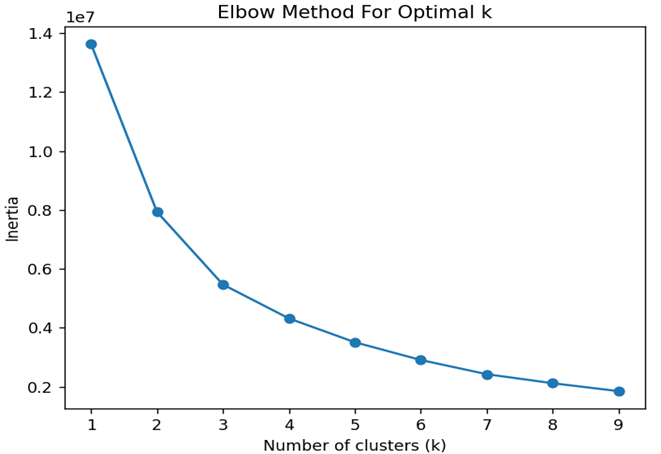 Elbow Method For Optimal k
1e7
1.4
1.2
1.0
0.8
0.6
0.4
0.2
Inertia
1 2 3 4 5 6 7 8 9
Number of clusters (k)